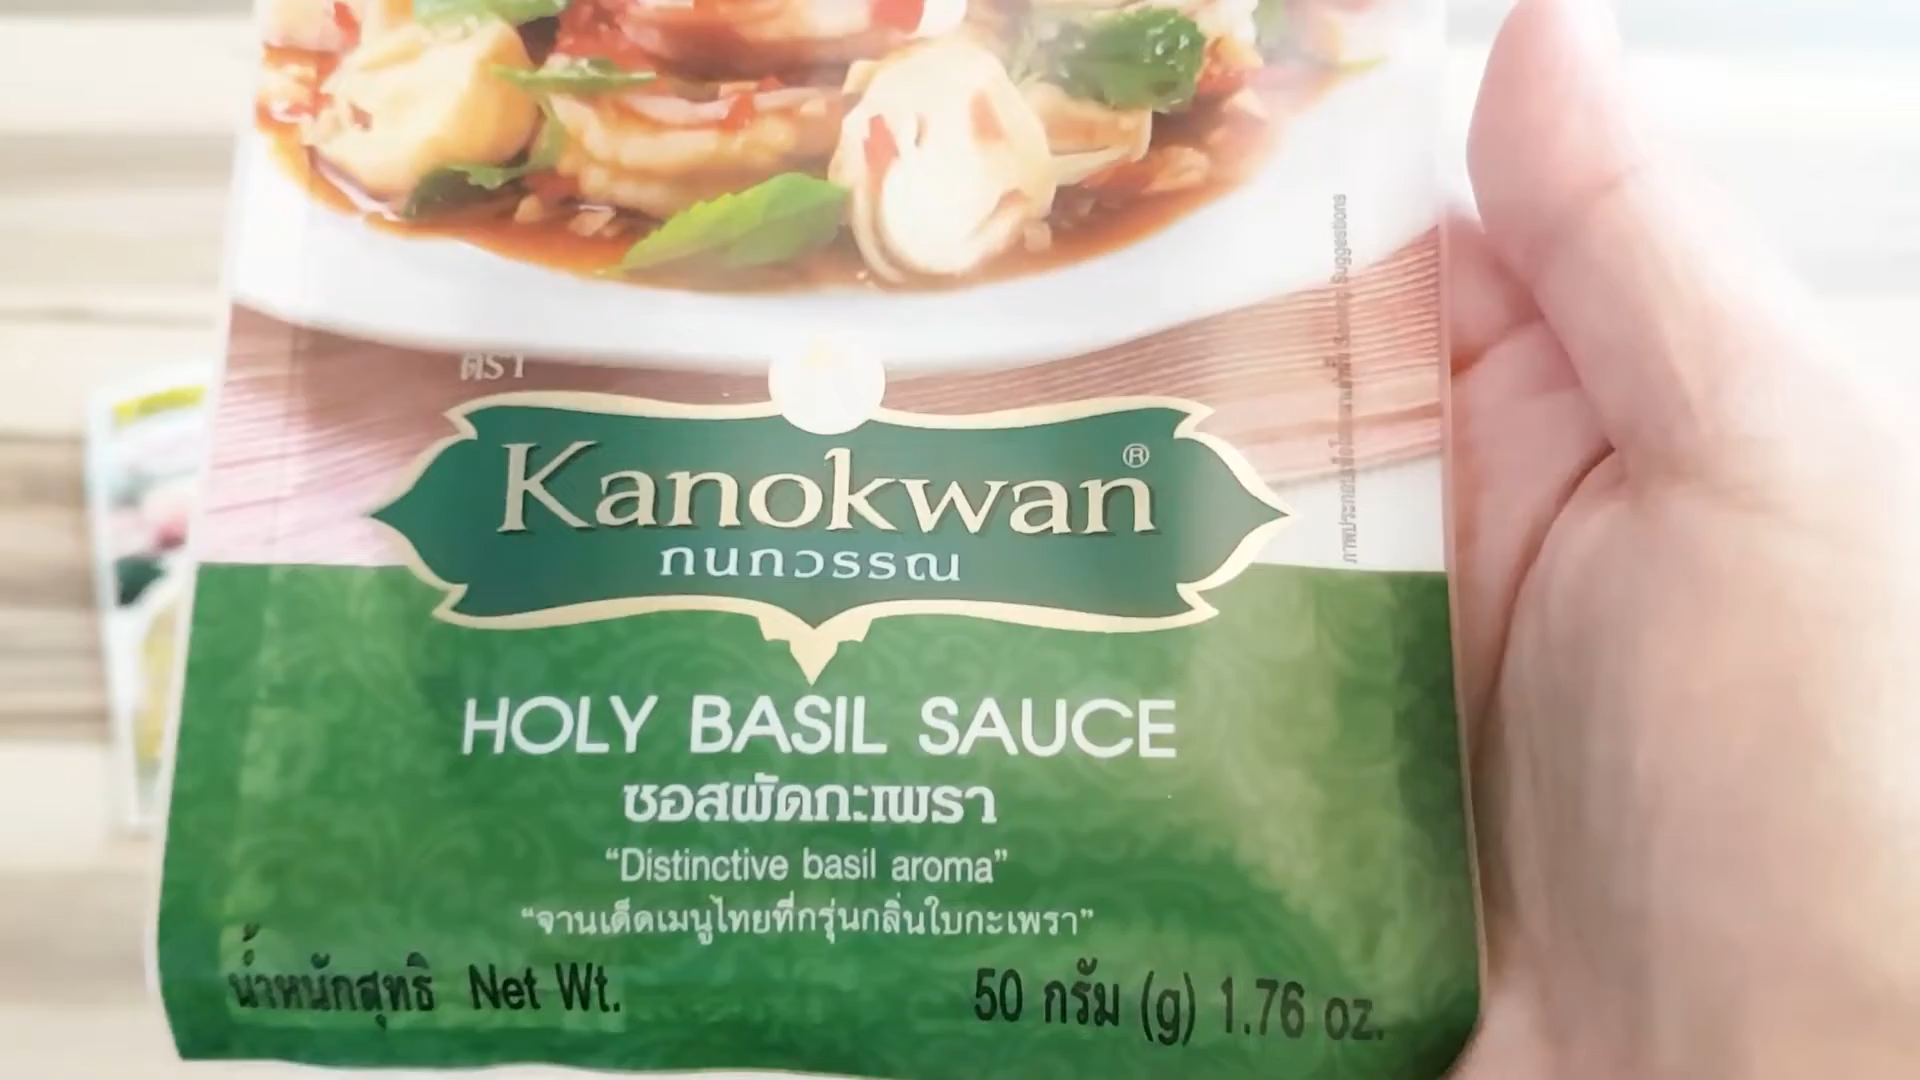 ตรา
Kanokwan®
กนกวรรณ
HOLY BASIL SAUCE
ซอสผัดกะเพรา
“Distinctive basil aroma”
“จานเด็ดเมนูไทยที่กรุ่นกลิ่นใบกะเพรา”
น้ำหนักสุทธิ Net Wt. 50 กรัม (g) 1.76 oz.
Suggestions